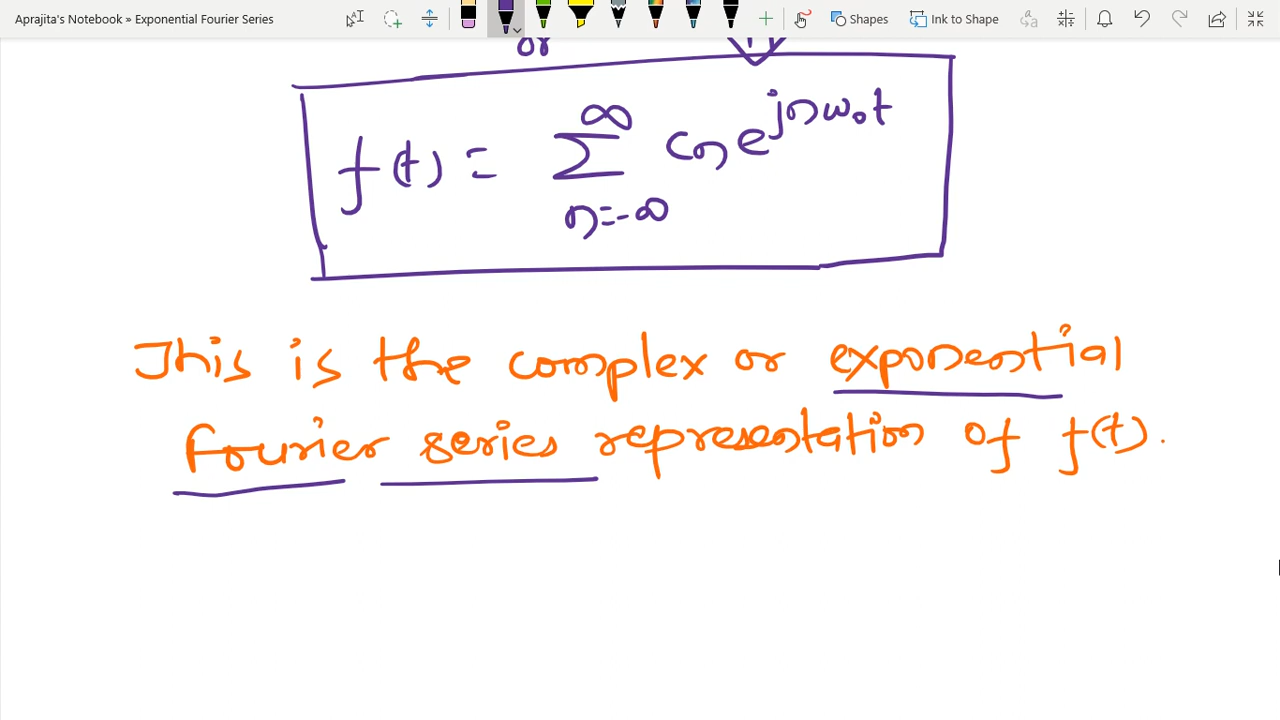 Aprajita's Notebook » Exponential Fourier Series
Shapes
Ink to Shape
or
f(t) = ∑ cn e^{jnω₀t}
∞
n=-∞
This is the complex or exponential
Fourier series representation of f(t).